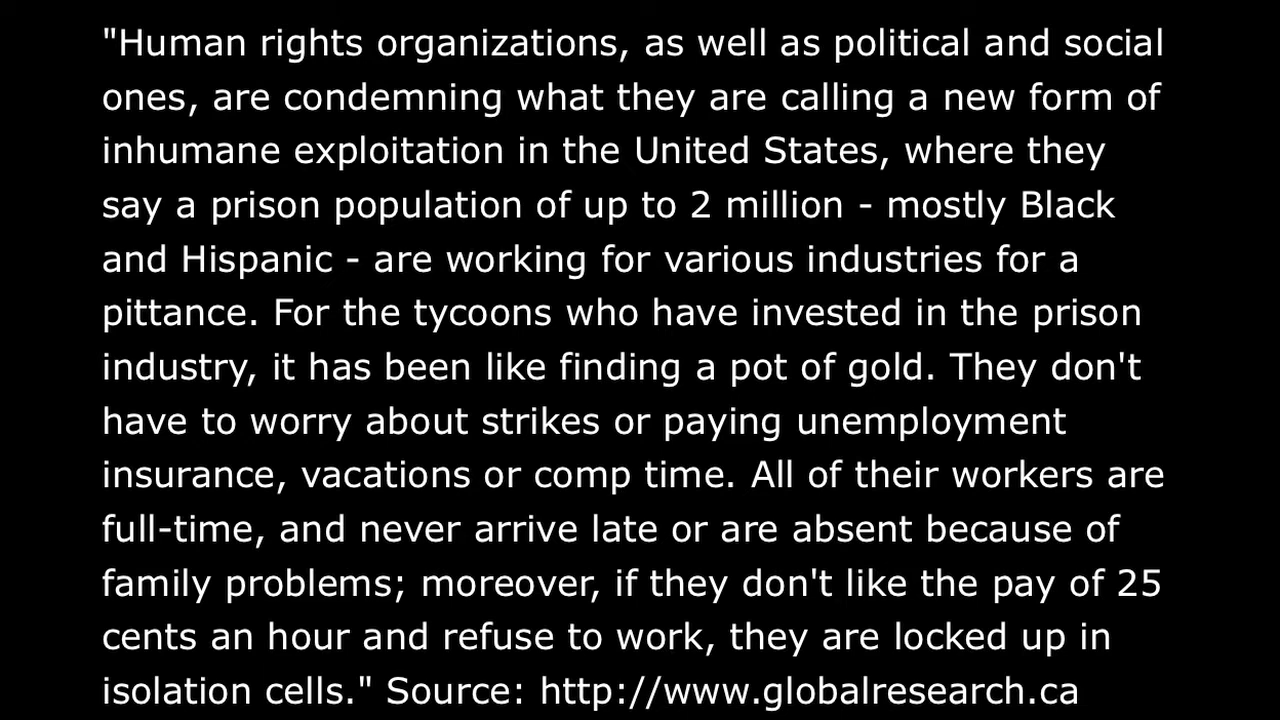 "Human rights organizations, as well as political and social
ones, are condemning what they are calling a new form of
inhumane exploitation in the United States, where they
say a prison population of up to 2 million - mostly Black
and Hispanic - are working for various industries for a
pittance. For the tycoons who have invested in the prison
industry, it has been like finding a pot of gold. They don't
have to worry about strikes or paying unemployment
insurance, vacations or comp time. All of their workers are
full-time, and never arrive late or are absent because of
family problems; moreover, if they don't like the pay of 25
cents an hour and refuse to work, they are locked up in
isolation cells." Source: http://www.globalresearch.ca